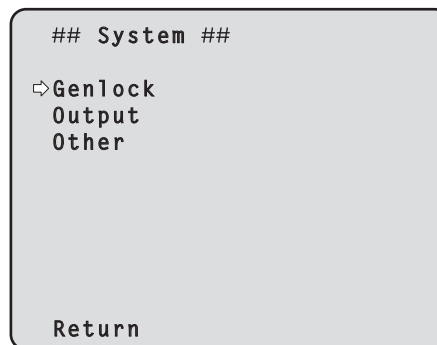 ## System ##
⇨Genlock
Output
Other
Return